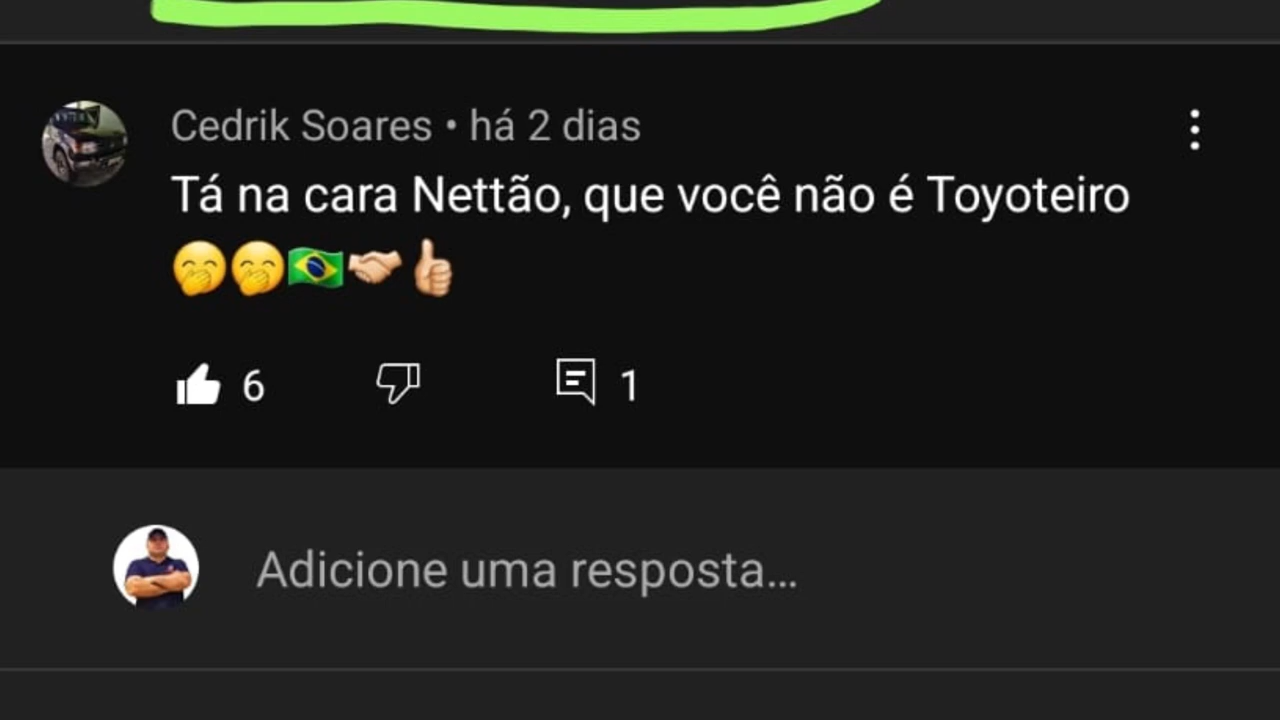 Cedrik Soares • há 2 dias
Tá na cara Nettão, que você não é Toyoteiro
🤭🤭🇧🇷🤝🏻👍🏻
6 1
Adicione uma resposta...